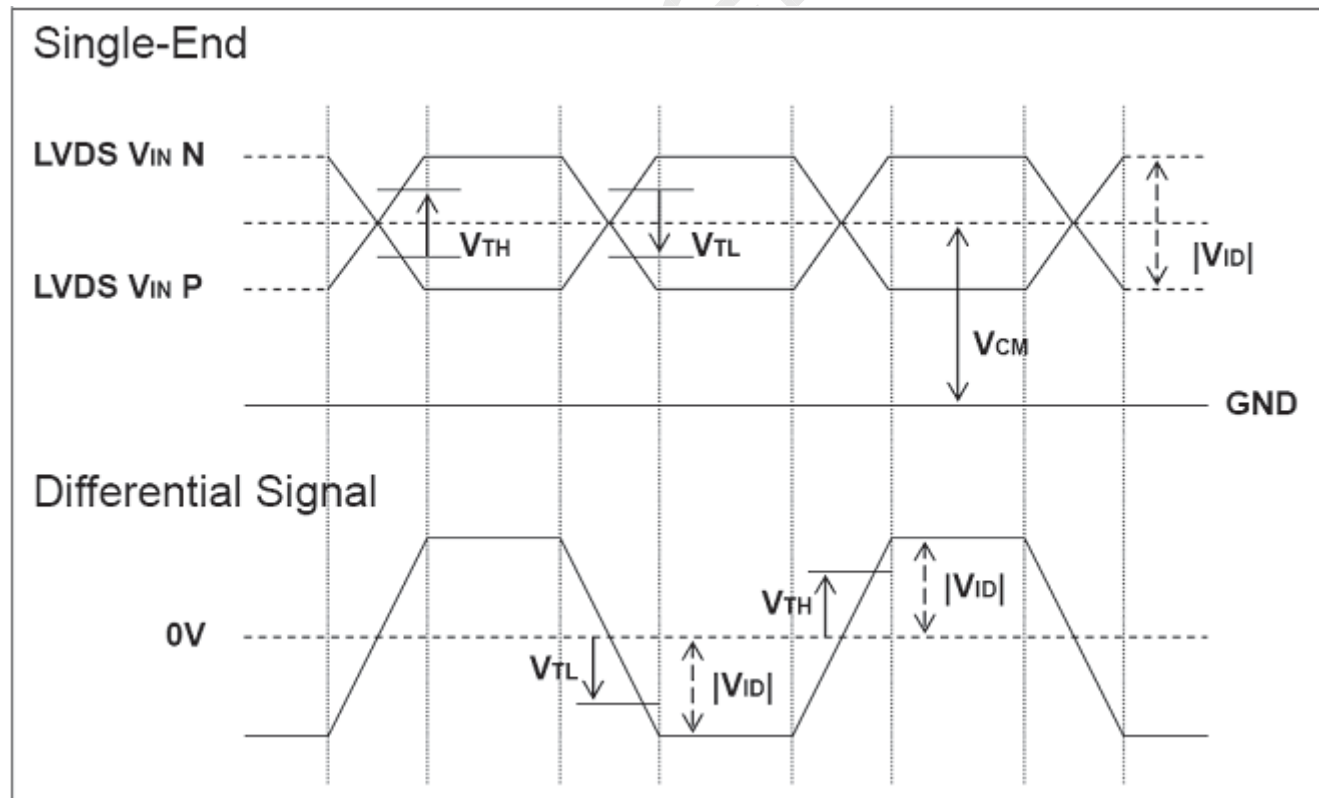 Single-End
LVDS VIN N
VTH
VTL
|VID|
LVDS VIN P
VCM
GND
Differential Signal
VTH
|VID|
0V
VTL
|VID|